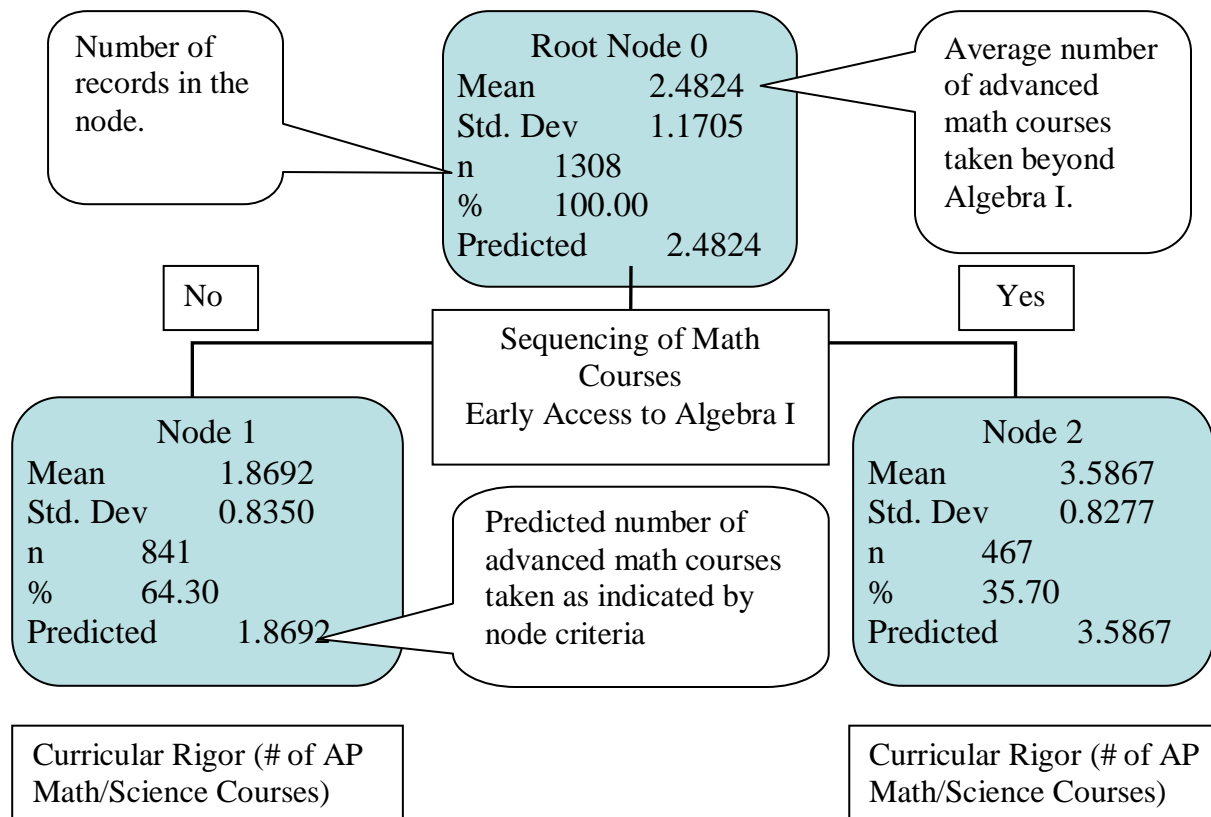 Number of
records in the
node.
Root Node 0
Mean 2.4824
Std. Dev 1.1705
n 1308
% 100.00
Predicted 2.4824
Average number
of advanced
math courses
taken beyond
Algebra I.
No
Yes
Sequencing of Math
Courses
Early Access to Algebra I
Node 1
Mean 1.8692
Std. Dev 0.8350
n 841
% 64.30
Predicted 1.8692
Predicted number of
advanced math courses
taken as indicated by
node criteria
Node 2
Mean 3.5867
Std. Dev 0.8277
n 467
% 35.70
Predicted 3.5867
Curricular Rigor (# of AP
Math/Science Courses)
Curricular Rigor (# of AP
Math/Science Courses)